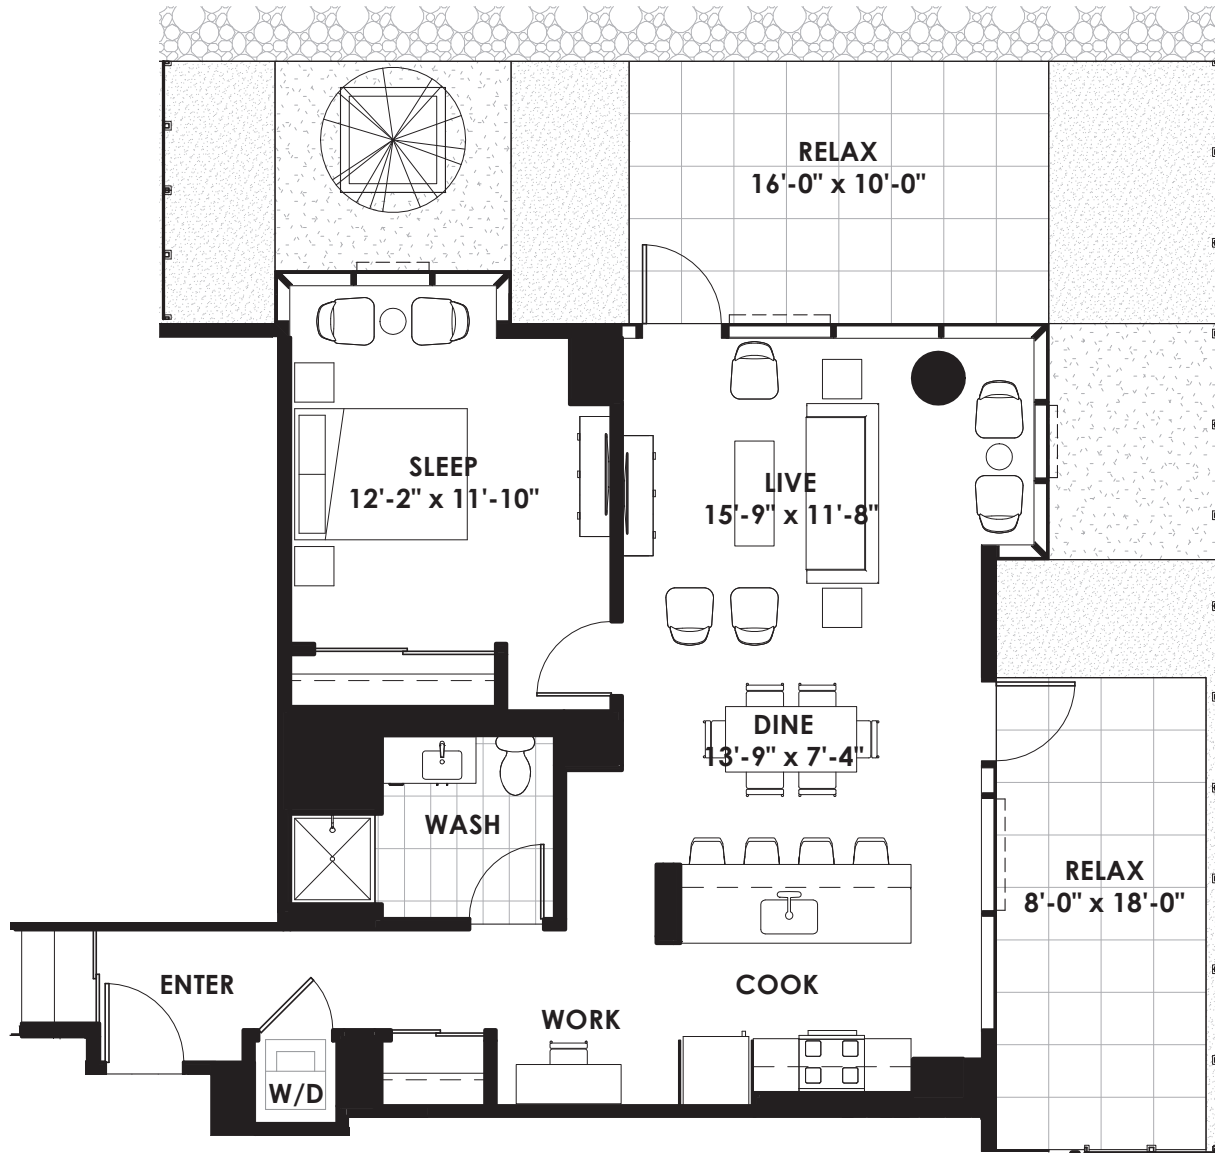 RELAX
16'-0" x 10'-0"
SLEEP
12'-2" x 11'-10"
LIVE
15'-9" x 11'-8"
DINE
13'-9" x 7'-4"
WASH
RELAX
8'-0" x 18'-0"
ENTER
COOK
WORK
W/D